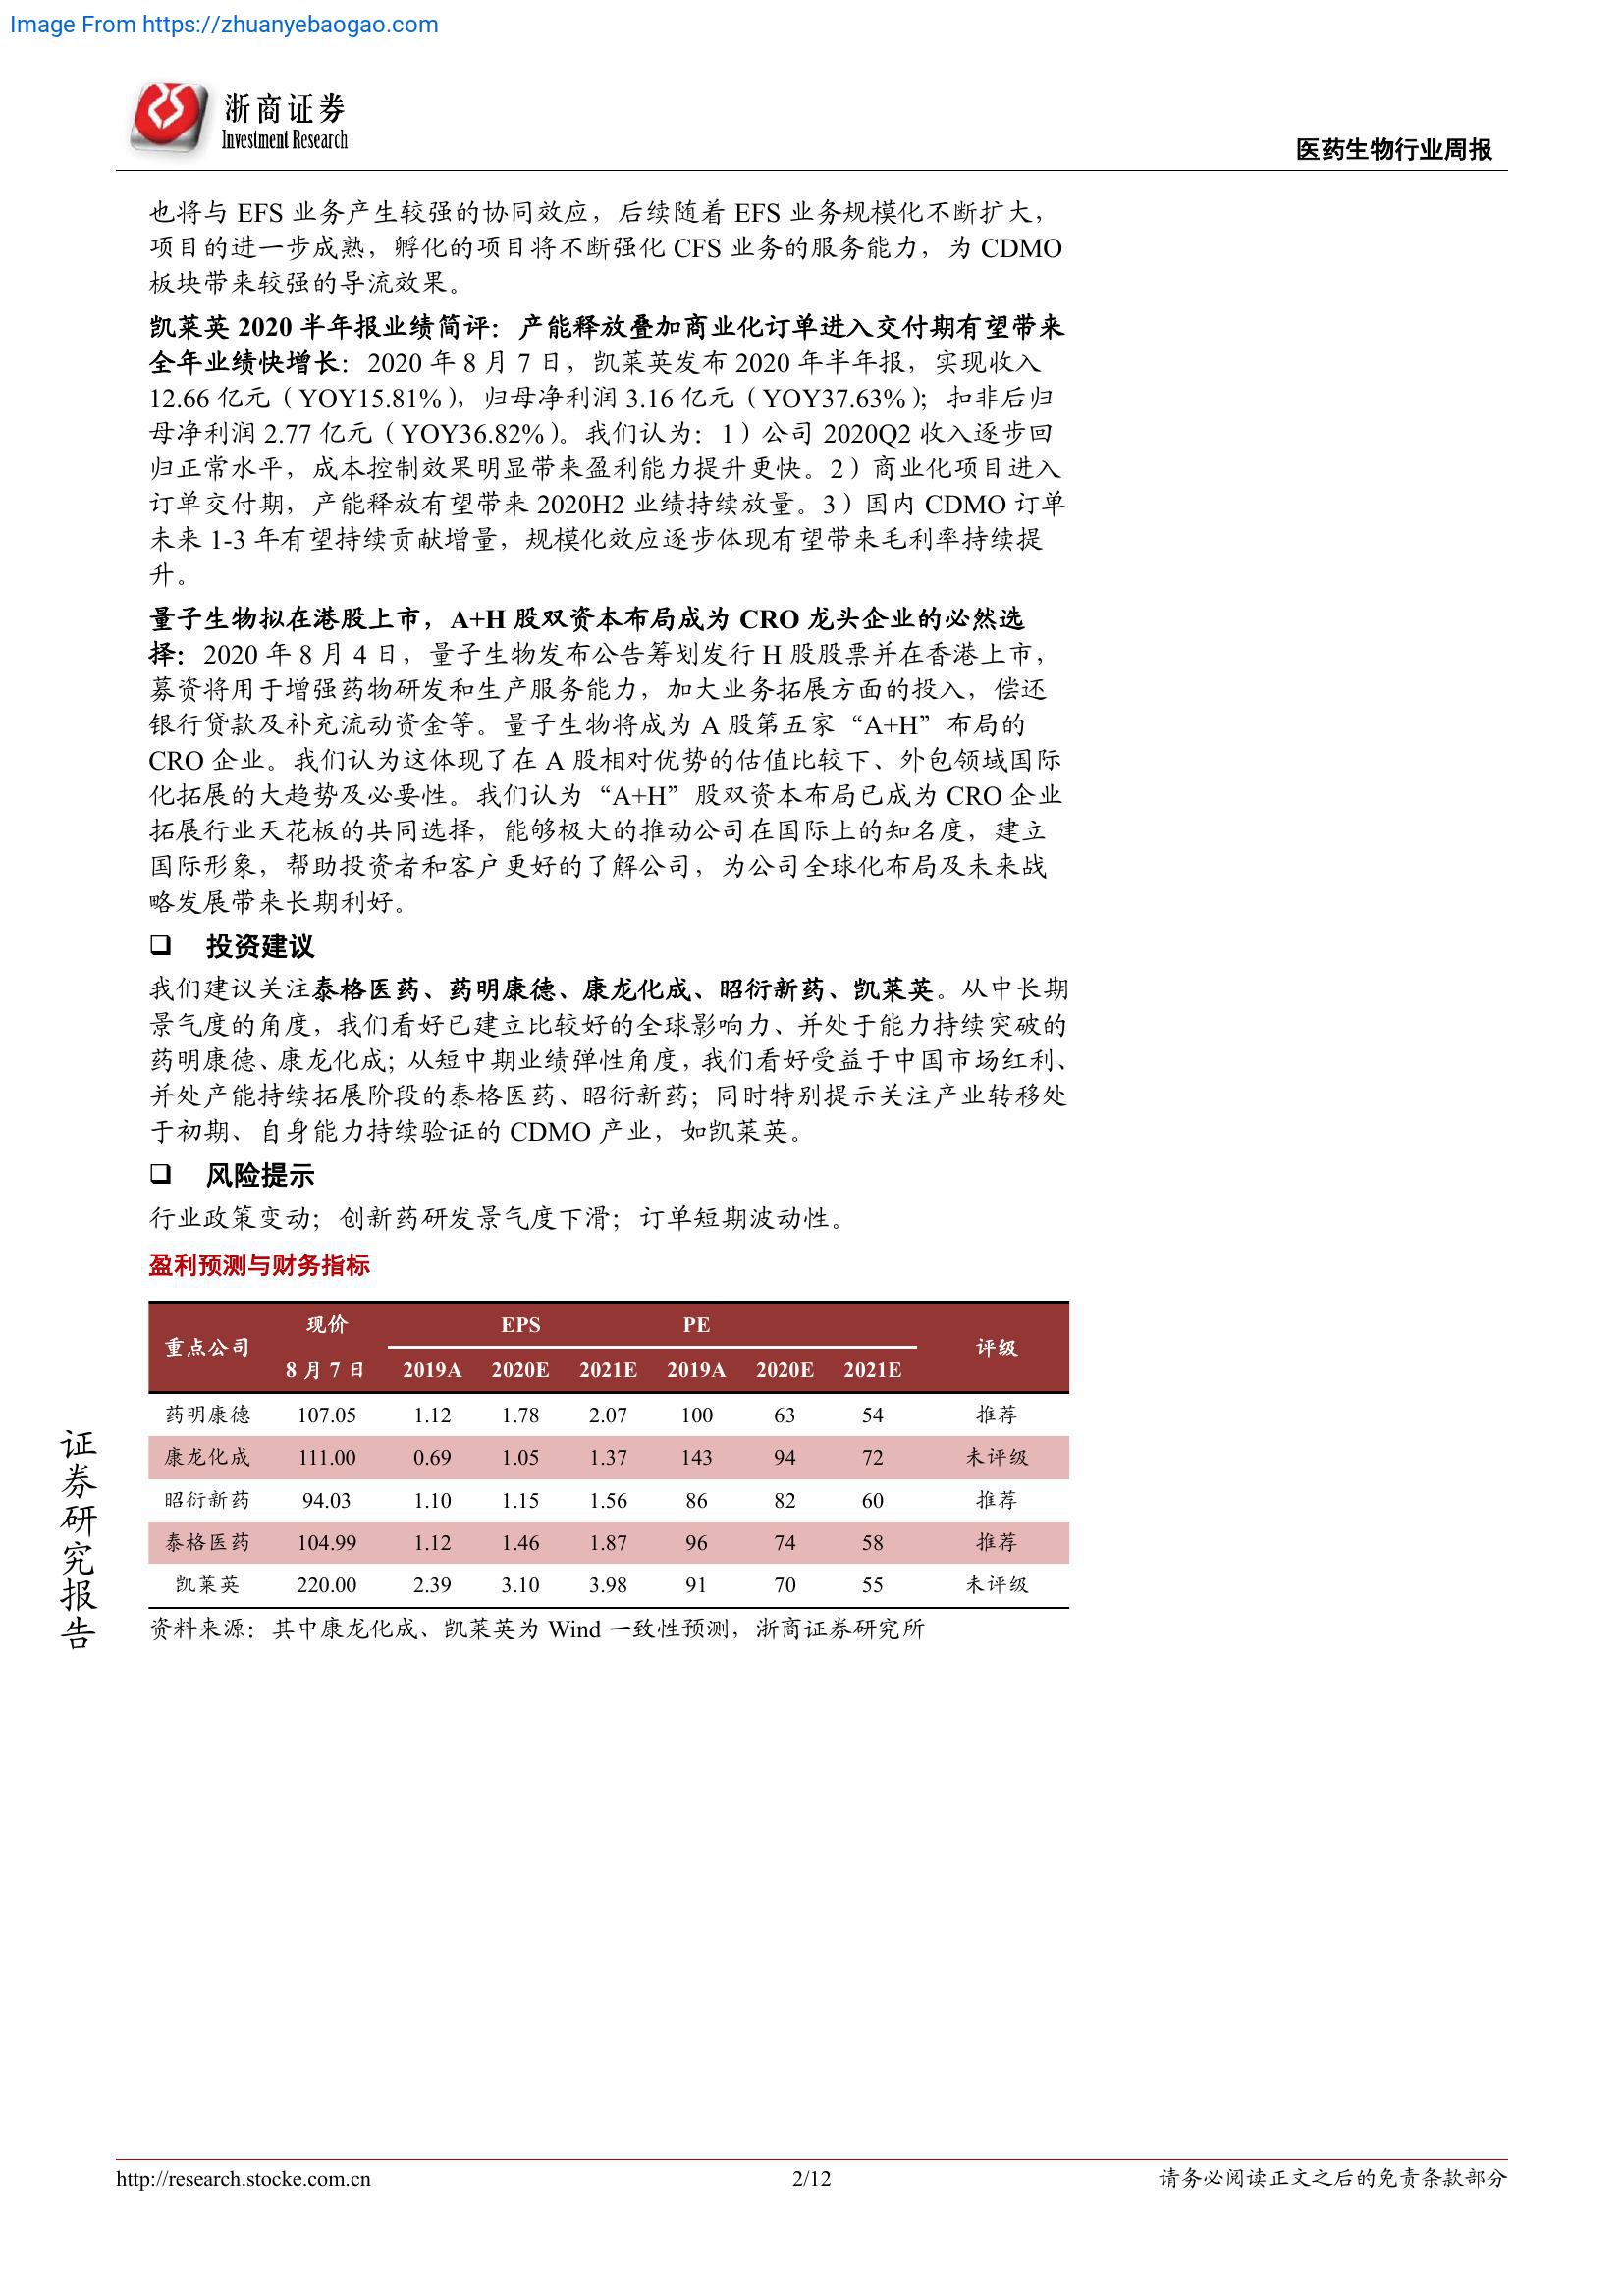 Image From https://zhuanyebaogao.com
浙商证券
Investment Research
医药生物行业周报
也将与 EFS 业务产生较强的协同效应，后续随着 EFS 业务规模化不断扩大，
项目的进一步成熟，孵化的项目将不断强化 CFS 业务的服务能力，为 CDMO
板块带来较强的导流效果。
凯莱英 2020 半年报业绩简评：产能释放叠加商业化订单进入交付期有望带来
全年业绩快增长：2020 年 8 月 7 日，凯莱英发布 2020 年半年报，实现收入
12.66 亿元（YOY15.81%），归母净利润 3.16 亿元（YOY37.63%）；扣非后归
母净利润 2.77 亿元（YOY36.82%）。我们认为：1）公司 2020Q2 收入逐步回
归正常水平，成本控制效果明显带来盈利能力提升更快。2）商业化项目进入
订单交付期，产能释放有望带来 2020H2 业绩持续放量。3）国内 CDMO 订单
未来 1-3 年有望持续贡献增量，规模化效应逐步体现有望带来毛利率持续提
升。
量子生物拟在港股上市，A+H 股双资本布局成为 CRO 龙头企业的必然选
择：2020 年 8 月 4 日，量子生物发布公告筹划发行 H 股股票并在香港上市，
募资将用于增强药物研发和生产服务能力，加大业务拓展方面的投入，偿还
银行贷款及补充流动资金等。量子生物将成为 A 股第五家“A+H”布局的
CRO 企业。我们认为这体现了在 A 股相对优势的估值比较下、外包领域国际
化拓展的大趋势及必要性。我们认为“A+H”股双资本布局已成为 CRO 企业
拓展行业天花板的共同选择，能够极大的推动公司在国际上的知名度，建立
国际形象，帮助投资者和客户更好的了解公司，为公司全球化布局及未来战
略发展带来长期利好。
❑ 投资建议
我们建议关注泰格医药、药明康德、康龙化成、昭衍新药、凯莱英。从中长期
景气度的角度，我们看好已建立比较好的全球影响力、并处于能力持续突破的
药明康德、康龙化成；从短中期业绩弹性角度，我们看好受益于中国市场红利、
并处产能持续拓展阶段的泰格医药、昭衍新药；同时特别提示关注产业转移处
于初期、自身能力持续验证的 CDMO 产业，如凯莱英。
❑ 风险提示
行业政策变动；创新药研发景气度下滑；订单短期波动性。
盈利预测与财务指标
重点公司 现价 EPS PE 评级
8 月 7 日 2019A 2020E 2021E 2019A 2020E 2021E
药明康德 107.05 1.12 1.78 2.07 100 63 54 推荐
康龙化成 111.00 0.69 1.05 1.37 143 94 72 未评级
昭衍新药 94.03 1.10 1.15 1.56 86 82 60 推荐
泰格医药 104.99 1.12 1.46 1.87 96 74 58 推荐
凯莱英 220.00 2.39 3.10 3.98 91 70 55 未评级
资料来源：其中康龙化成、凯莱英为 Wind 一致性预测，浙商证券研究所
证券研究报告
http://research.stocke.com.cn
2/12
请务必阅读正文之后的免责条款部分